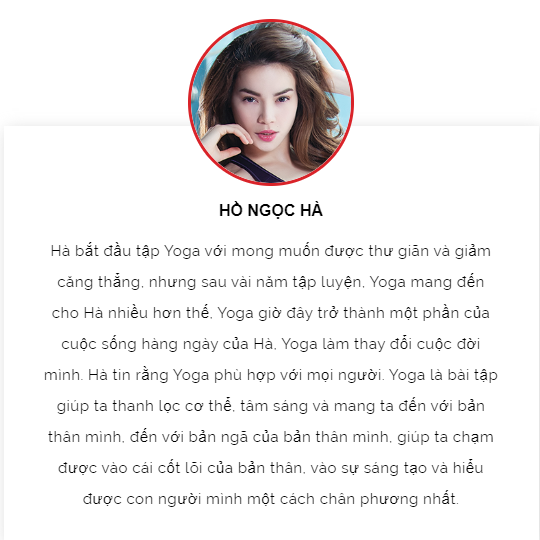 HỒ NGỌC HÀ
Hà bắt đầu tập Yoga với mong muốn được thư giãn và giảm
căng thẳng, nhưng sau vài năm tập luyện, Yoga mang đến
cho Hà nhiều hơn thế, Yoga giờ đây trở thành một phần của
cuộc sống hàng ngày của Hà, Yoga làm thay đổi cuộc đời
mình. Hà tin rằng Yoga phù hợp với mọi người. Yoga là bài tập
giúp ta thanh lọc cơ thể, tâm sáng và mang ta đến với bản
thân mình, đến với bản ngã của bản thân mình, giúp ta chạm
được vào cái cốt lõi của bản thân, vào sự sáng tạo và hiểu
được con người mình một cách chân phương nhất.